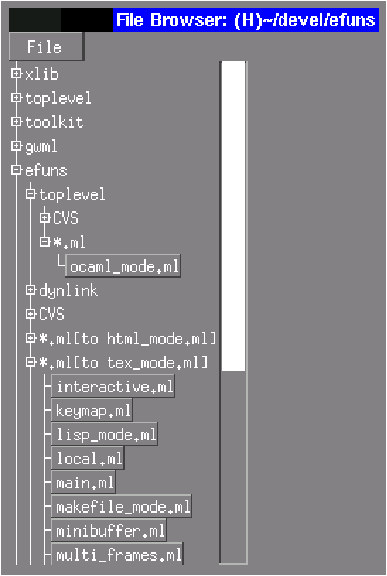 File Browser: (H)~/devel/efuns
File
xlib
toplevel
toolkit
gwml
efuns
toplevel
CVS
*.ml
ocaml_mode.ml
dynlink
CVS
*.ml[to html_mode.ml]
*.ml[to tex_mode.ml]
interactive.ml
keymap.ml
lisp_mode.ml
local.ml
main.ml
makefile_mode.ml
minibuffer.ml
multi_frames.ml